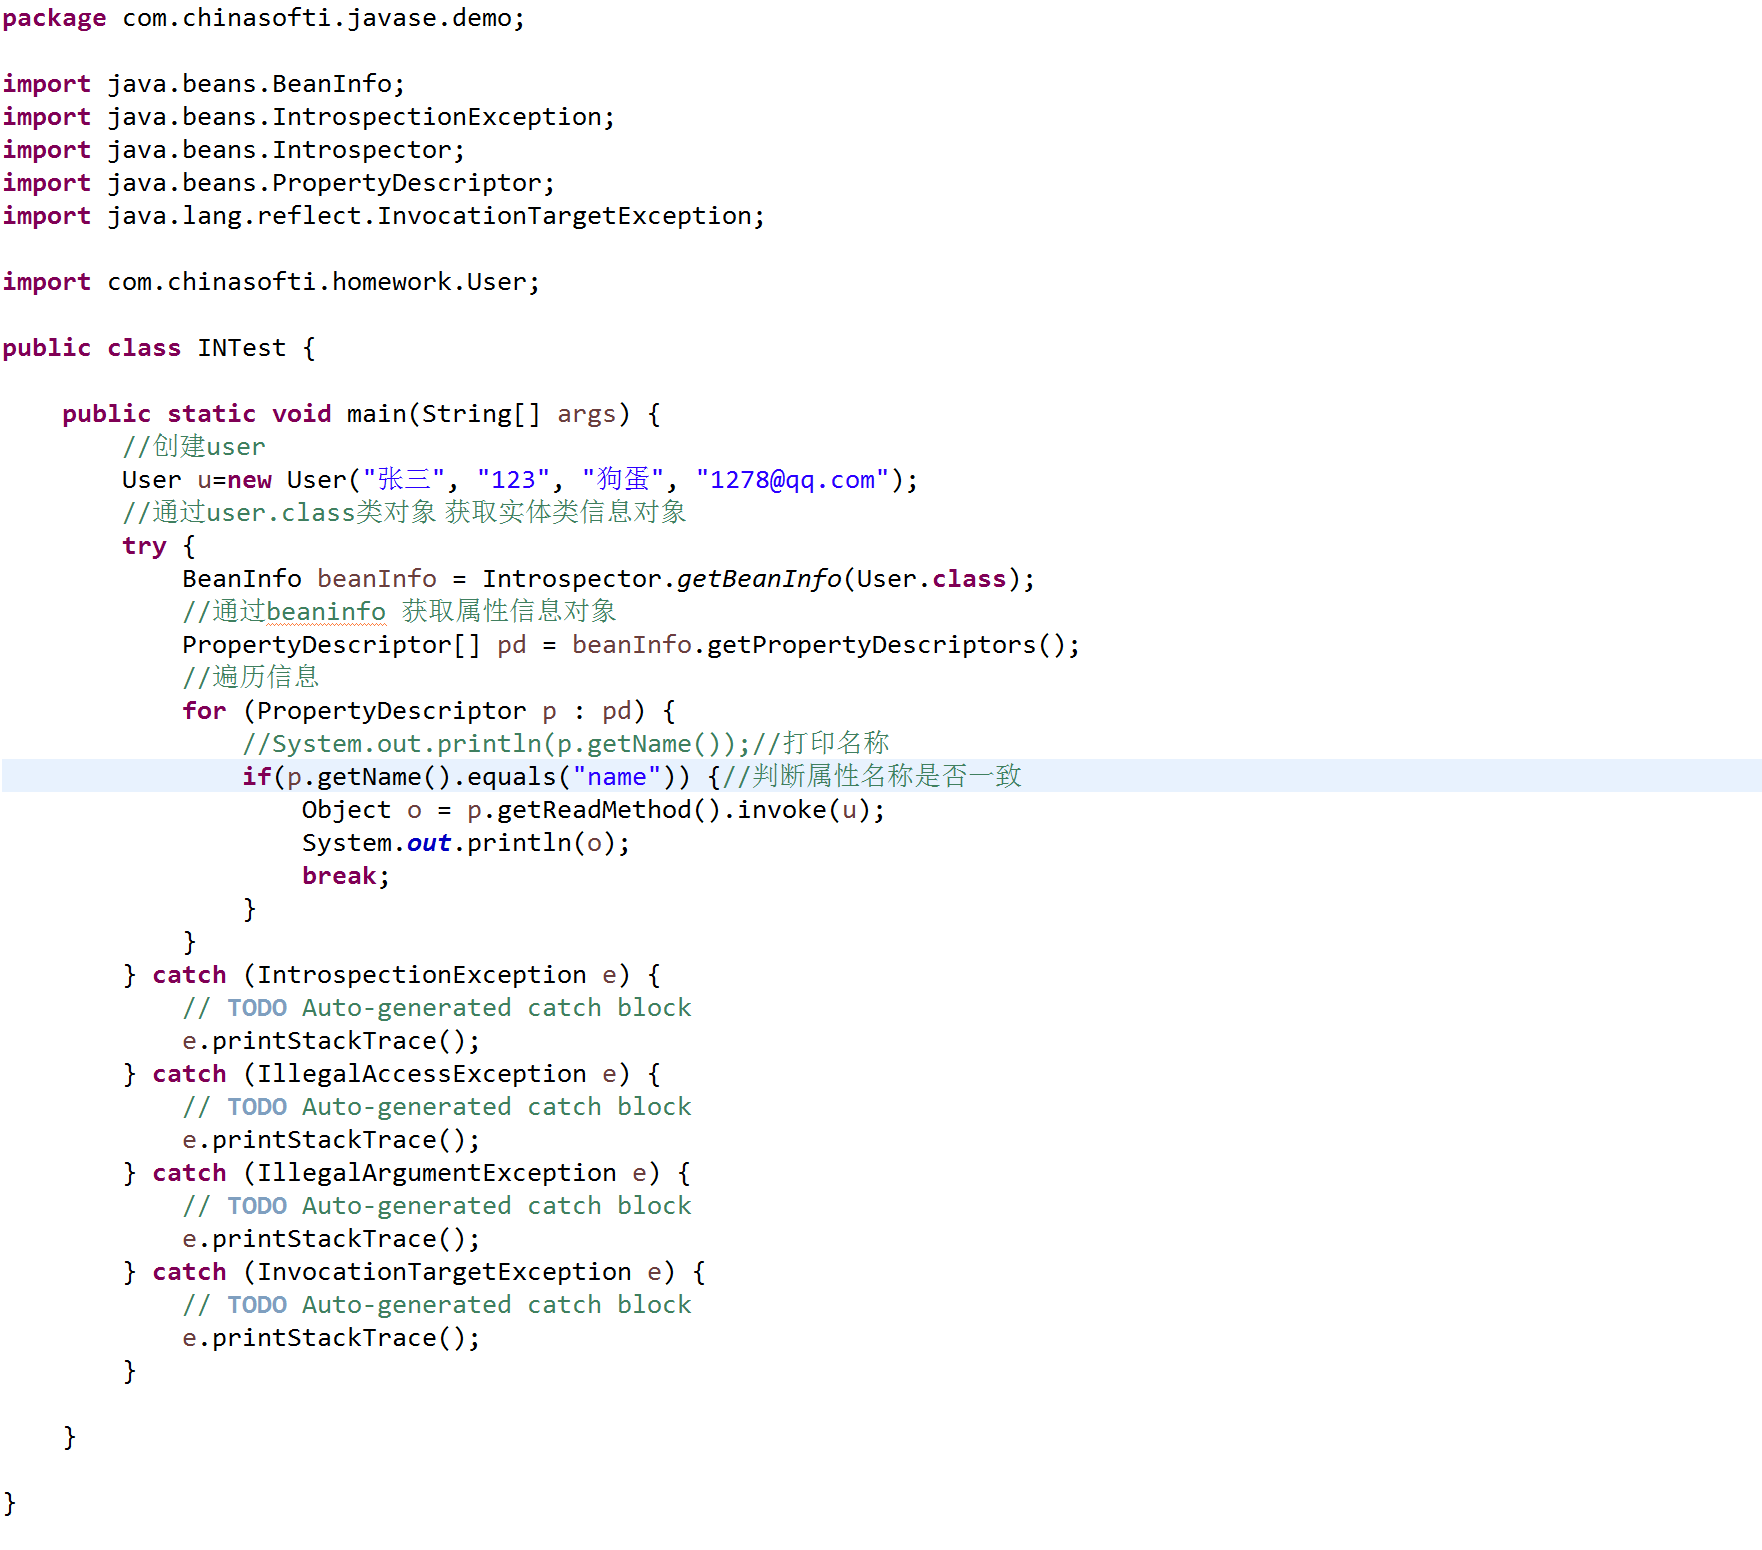 package com.chinasofti.javase.demo;
import java.beans.BeanInfo;
import java.beans.IntrospectionException;
import java.beans.Introspector;
import java.beans.PropertyDescriptor;
import java.lang.reflect.InvocationTargetException;
import com.chinasofti.homework.User;
public class INTest {
public static void main(String[] args) {
//创建user
User u=new User("张三", "123", "狗蛋", "1278@qq.com");
//通过user.class类对象 获取实体类信息对象
try {
BeanInfo beanInfo = Introspector.getBeanInfo(User.class);
//通过beaninfo 获取属性信息对象
PropertyDescriptor[] pd = beanInfo.getPropertyDescriptors();
//遍历信息
for (PropertyDescriptor p : pd) {
//System.out.println(p.getName());//打印名称
if(p.getName().equals("name")) {//判断属性名称是否一致
Object o = p.getReadMethod().invoke(u);
System.out.println(o);
break;
}
}
} catch (IntrospectionException e) {
// TODO Auto-generated catch block
e.printStackTrace();
} catch (IllegalAccessException e) {
// TODO Auto-generated catch block
e.printStackTrace();
} catch (IllegalArgumentException e) {
// TODO Auto-generated catch block
e.printStackTrace();
} catch (InvocationTargetException e) {
// TODO Auto-generated catch block
e.printStackTrace();
}
}
}